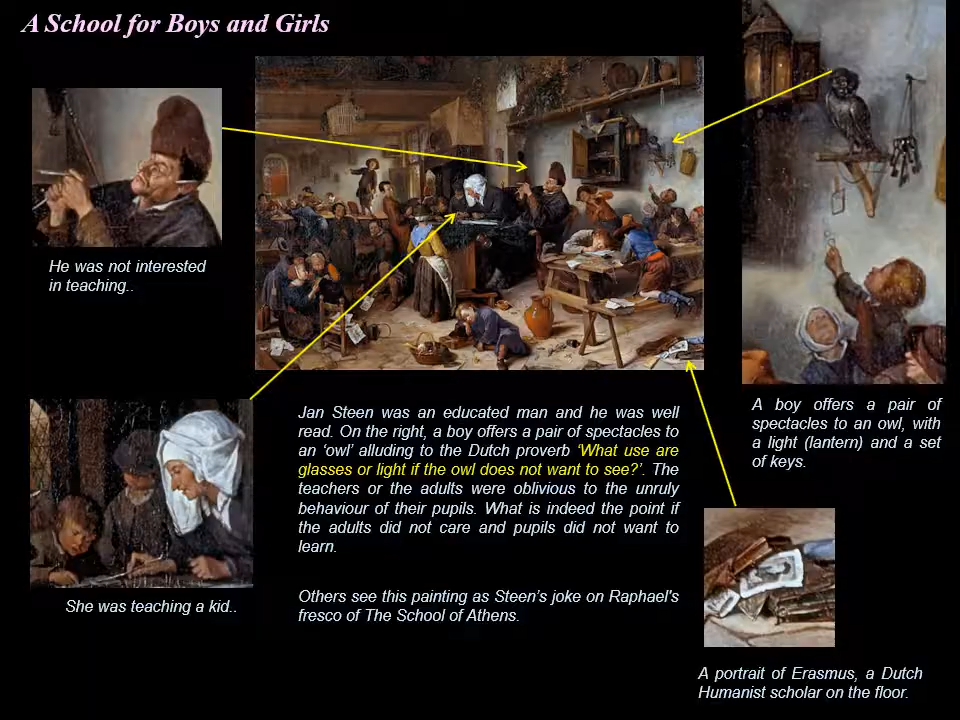 A School for Boys and Girls
He was not interested
in teaching..
Jan Steen was an educated man and he was well
read. On the right, a boy offers a pair of spectacles to
an ‘owl’ alluding to the Dutch proverb ‘What use are
glasses or light if the owl does not want to see?’. The
teachers or the adults were oblivious to the unruly
behaviour of their pupils. What is indeed the point if
the adults did not care and pupils did not want to
learn.
Others see this painting as Steen’s joke on Raphael's
fresco of The School of Athens.
She was teaching a kid..
A boy offers a pair of
spectacles to an owl, with
a light (lantern) and a set
of keys.
A portrait of Erasmus, a Dutch
Humanist scholar on the floor.